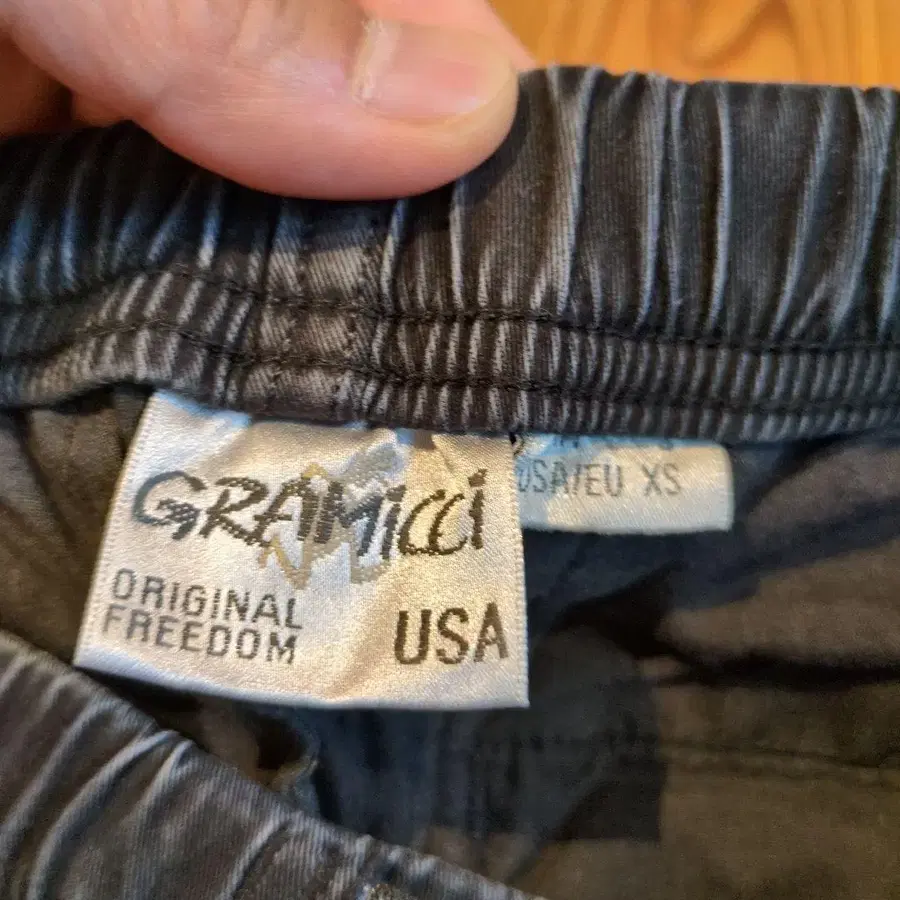 GRAMiCCi
ORIGINAL
FREEDOM
USA
USA/EU XS